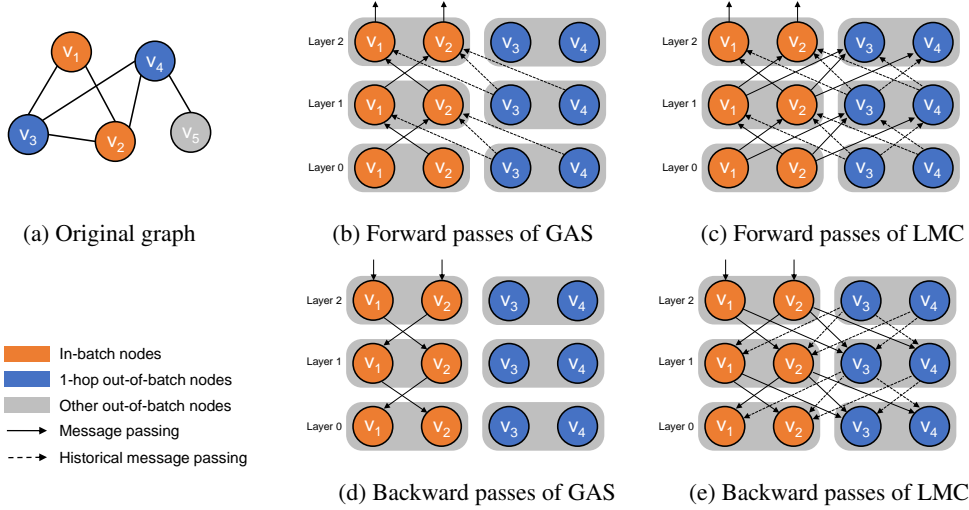 v1
v4
v3
v2
v5
(a) Original graph
Layer 2 v1 v2 v3 v4
Layer 1 v1 v2 v3 v4
Layer 0 v1 v2 v3 v4
(b) Forward passes of GAS
Layer 2 v1 v2 v3 v4
Layer 1 v1 v2 v3 v4
Layer 0 v1 v2 v3 v4
(c) Forward passes of LMC
In-batch nodes
1-hop out-of-batch nodes
Other out-of-batch nodes
Message passing
Historical message passing
Layer 2 v1 v2 v3 v4
Layer 1 v1 v2 v3 v4
Layer 0 v1 v2 v3 v4
(d) Backward passes of GAS
Layer 2 v1 v2 v3 v4
Layer 1 v1 v2 v3 v4
Layer 0 v1 v2 v3 v4
(e) Backward passes of LMC